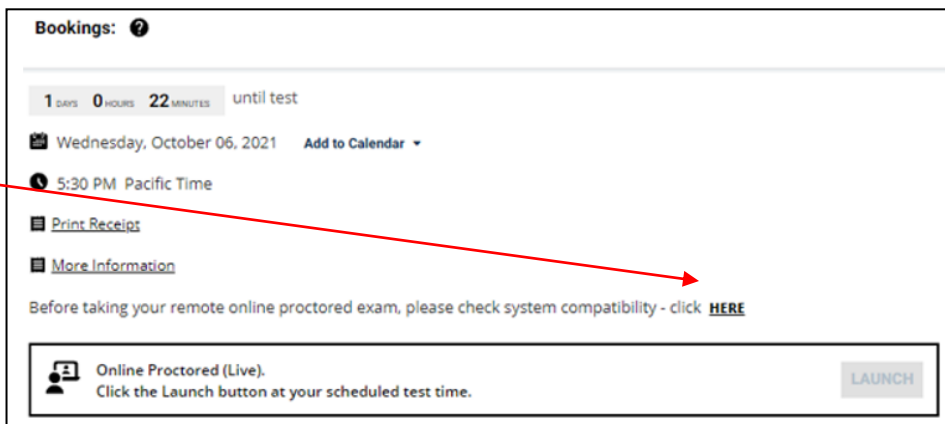 Bookings: ?
1 DAYS 0 HOURS 22 MINUTES until test
Wednesday, October 06, 2021 Add to Calendar
5:30 PM Pacific Time
Print Receipt
More Information
Before taking your remote online proctored exam, please check system compatibility - click HERE
Online Proctored (Live).
Click the Launch button at your scheduled test time.
LAUNCH